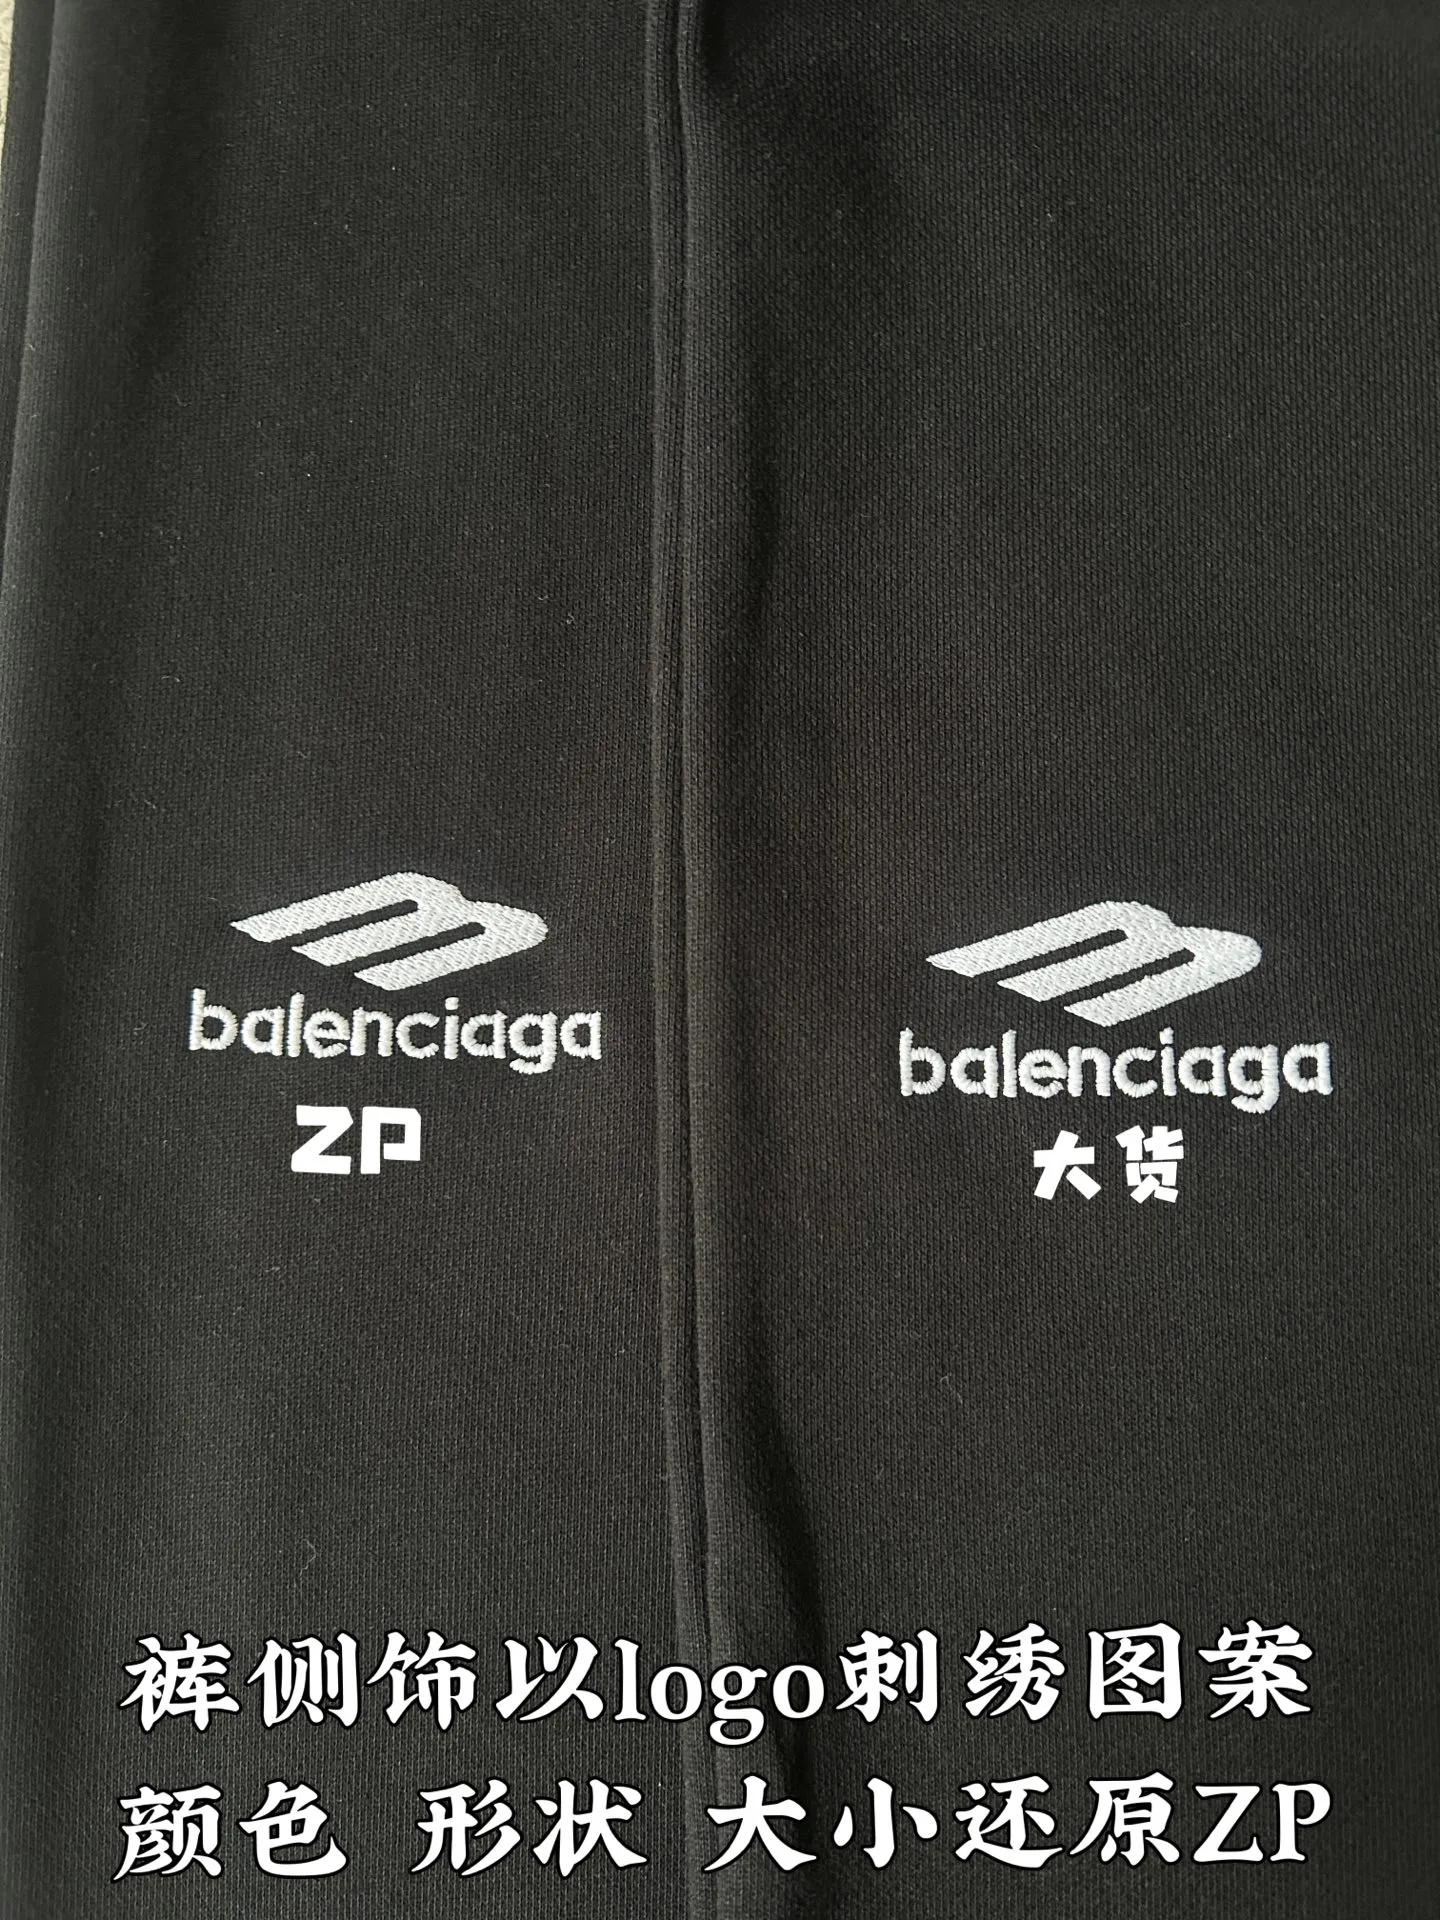 balenciaga
ZP
balenciaga
大货
裤侧饰以logo刺绣图案
颜色 形状 大小还原ZP